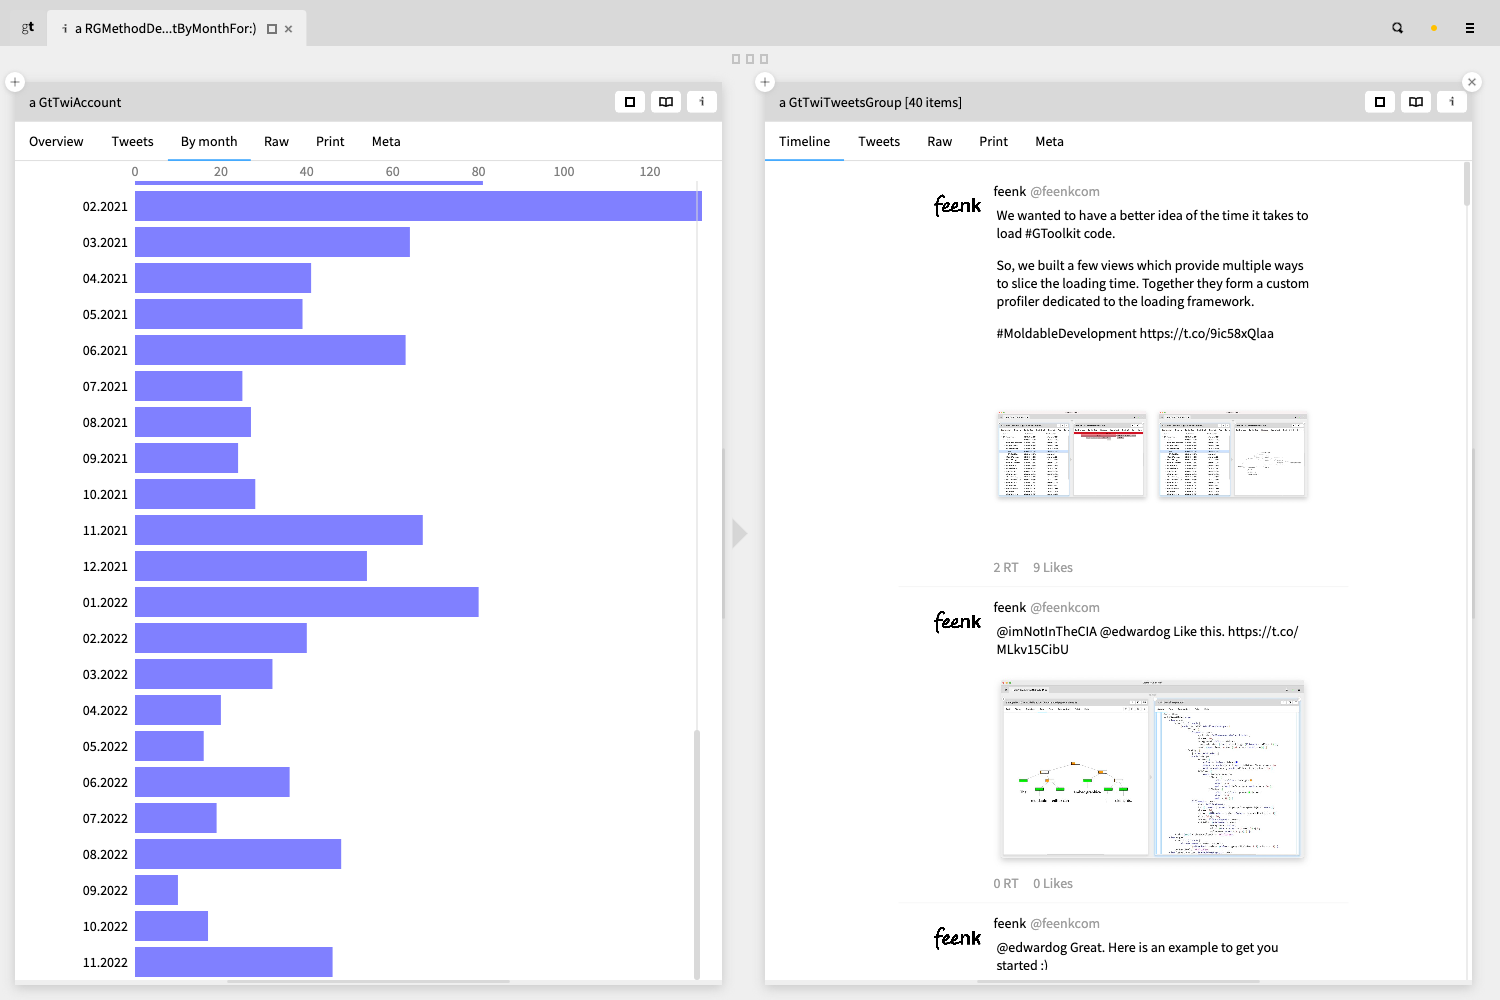 gt
i a RGMethodDe...tByMonthFor:)
a GtTwiAccount
i
Overview Tweets By month Raw Print Meta
0 20 40 60 80 100 120
02.2021
03.2021
04.2021
05.2021
06.2021
07.2021
08.2021
09.2021
10.2021
11.2021
12.2021
01.2022
02.2022
03.2022
04.2022
05.2022
06.2022
07.2022
08.2022
09.2022
10.2022
11.2022
a GtTwiTweetsGroup [40 items]
i
Timeline Tweets Raw Print Meta
feenk
feenk @feenkcom
We wanted to have a better idea of the time it takes to
load #GToolkit code.
So, we built a few views which provide multiple ways
to slice the loading time. Together they form a custom
profiler dedicated to the loading framework.
#MoldableDevelopment https://t.co/9ic58xQlaa
2 RT 9 Likes
feenk
feenk @feenkcom
@imNotInTheCIA @edwardog Like this. https://t.co/
MLkv15CibU
0 RT 0 Likes
feenk
feenk @feenkcom
@edwardog Great. Here is an example to get you
started :)